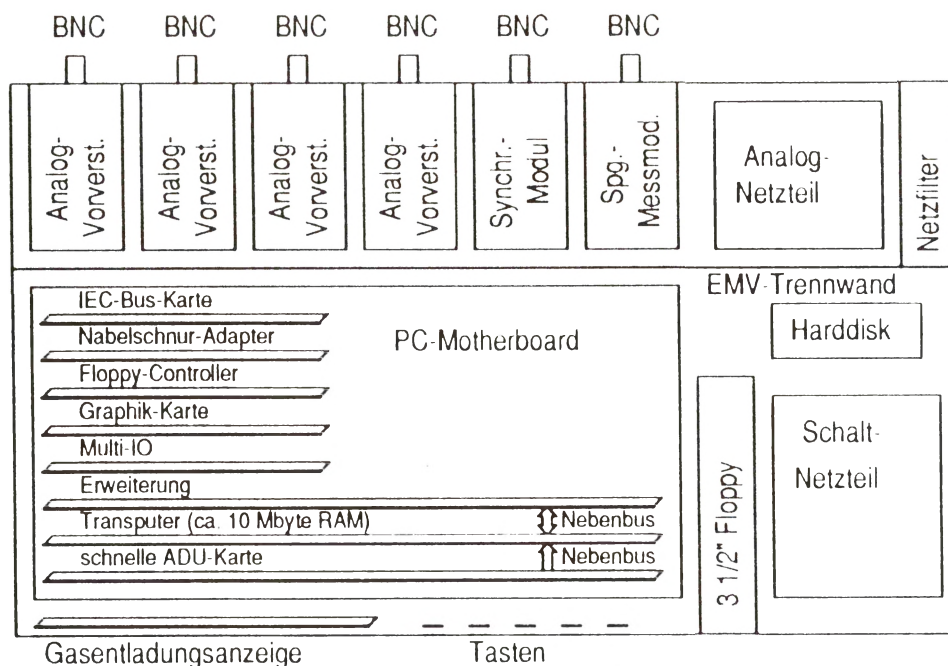 BNC BNC BNC BNC BNC BNC
Analog-
Vorverst.
Analog-
Vorverst.
Analog-
Vorverst.
Analog-
Vorverst.
Synchr.-
Modul
Spg.-
Messmod.
Analog-
Netzteil
Netzfilter
EMV-Trennwand
IEC-Bus-Karte
Nabelschnur-Adapter
Floppy-Controller
Graphik-Karte
Multi-IO
Erweiterung
Transputer (ca. 10 Mbyte RAM)
Nebenbus
schnelle ADU-Karte
Nebenbus
PC-Motherboard
Harddisk
3 1/2" Floppy
Schalt-
Netzteil
Gasentladungsanzeige
Tasten